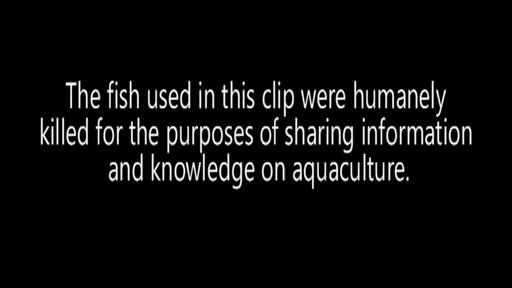 The fish used in this clip were humanely
killed for the purposes of sharing information
and knowledge on aquaculture.